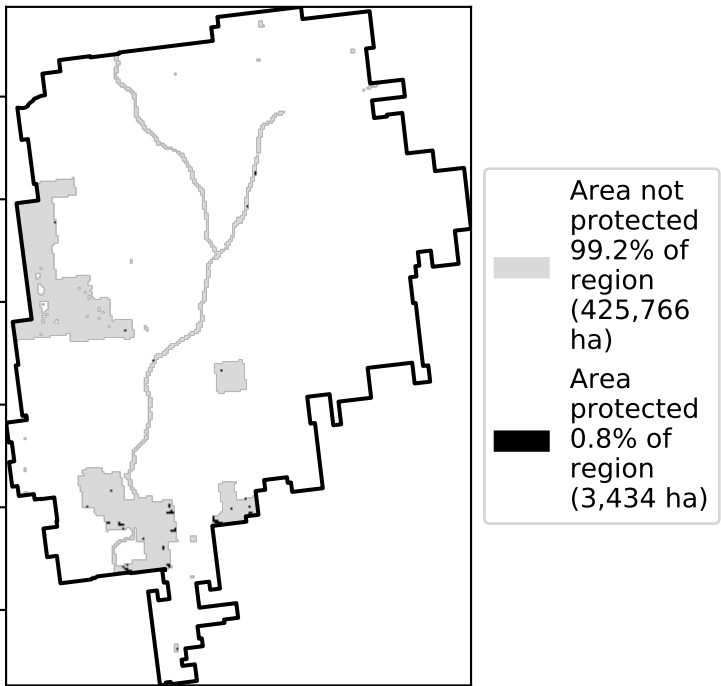 Area not
protected
99.2% of
region
(425,766
ha)
Area
protected
0.8% of
region
(3,434 ha)